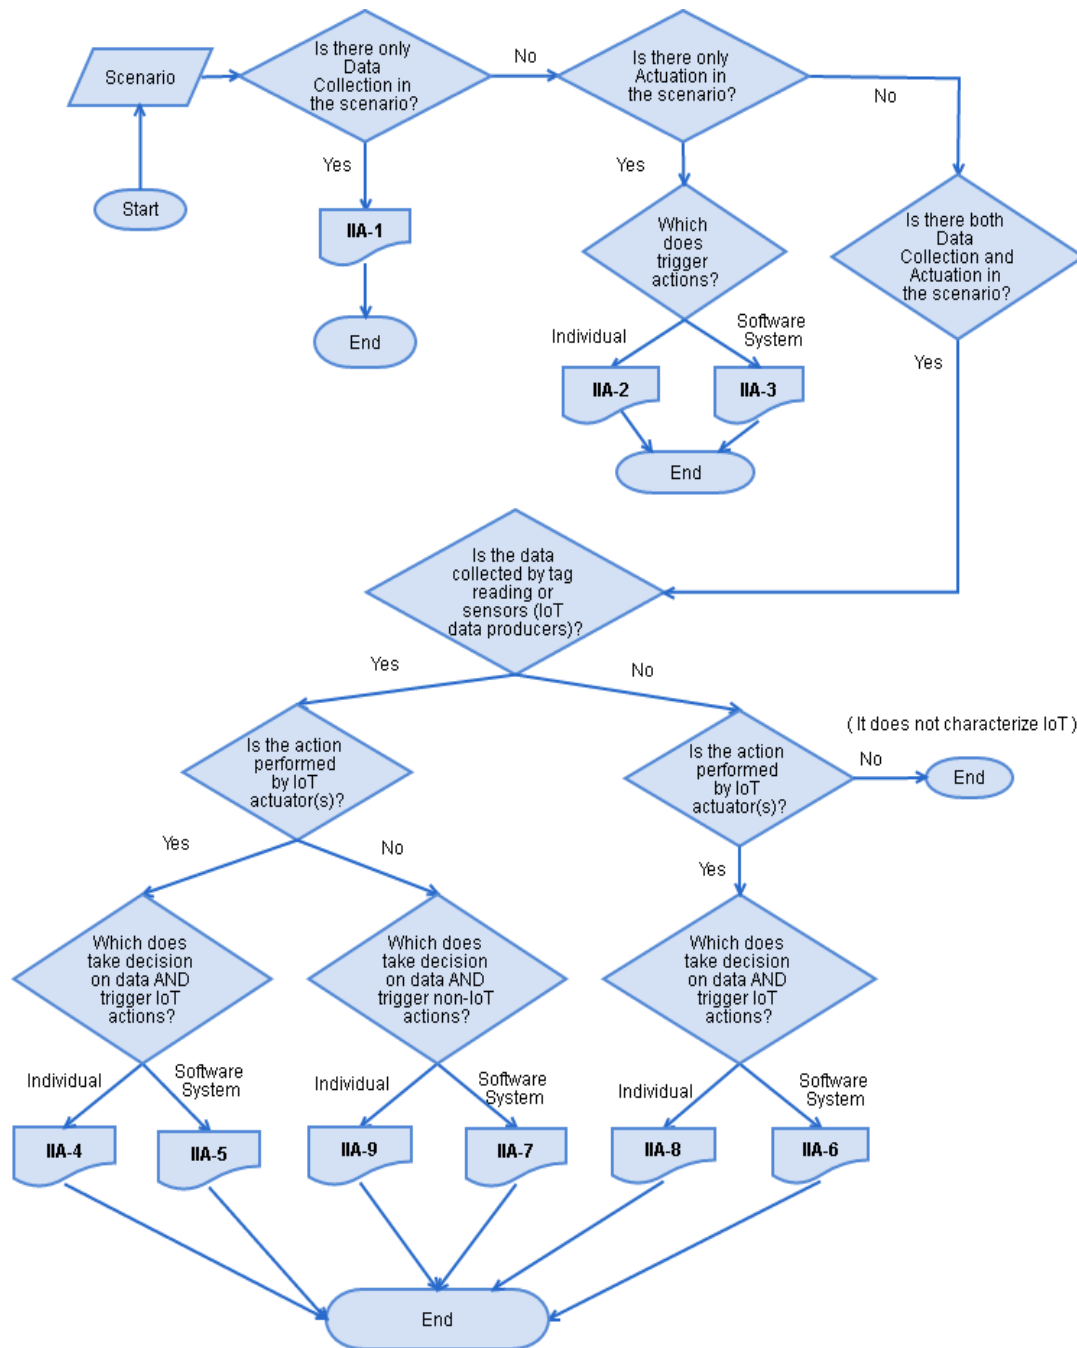 Scenario
Start
Is there only
Data
Collection in
the scenario?
No
Is there only
Actuation in
the scenario?
No
Yes
IIA-1
End
Yes
Which
does
trigger
actions?
Individual
Software
System
IIA-2
IIA-3
End
Is there both
Data
Collection and
Actuation in
the scenario?
Yes
Is the data
collected by tag
reading or
sensors (IoT
data producers)?
Yes
No
Is the action
performed
by IoT
actuator(s)?
Is the action
performed
by IoT
actuator(s)?
( It does not characterize IoT )
No
End
Yes
No
Yes
Which does
take decision
on data AND
trigger IoT
actions?
Which does
take decision
on data AND
trigger non-IoT
actions?
Which does
take decision
on data AND
trigger IoT
actions?
Individual
Software
System
Individual
Software
System
Individual
Software
System
IIA-4
IIA-5
IIA-9
IIA-7
IIA-8
IIA-6
End